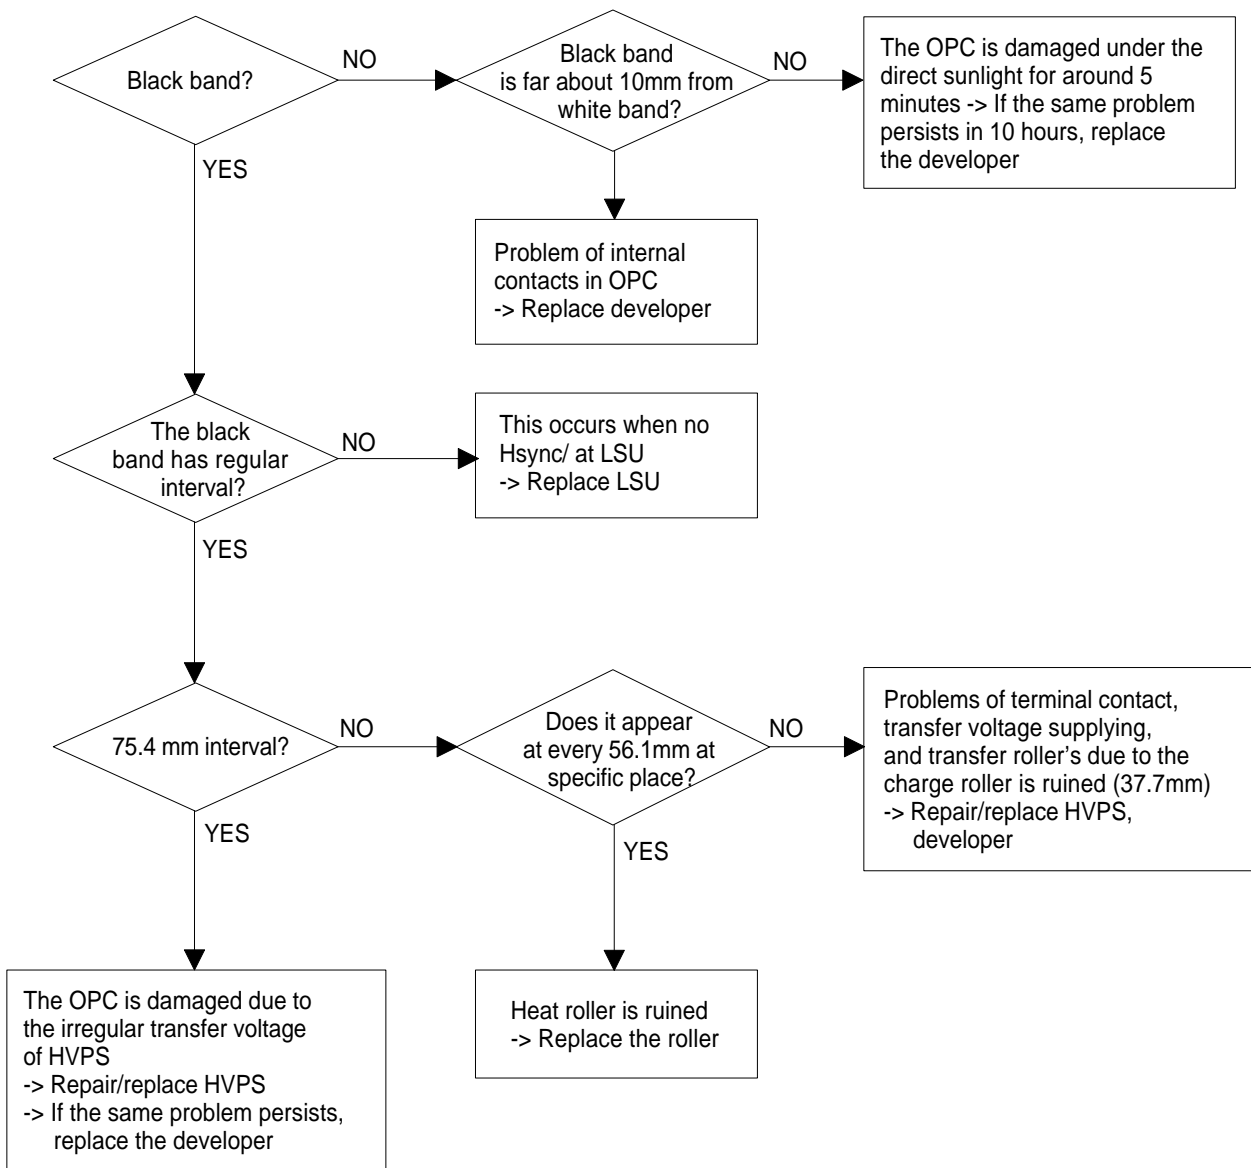 Black band?
NO
Black band
is far about 10mm from
white band?
NO
The OPC is damaged under the
direct sunlight for around 5
minutes -> If the same problem
persists in 10 hours, replace
the developer
YES
Problem of internal
contacts in OPC
-> Replace developer
The black
band has regular
interval?
NO
This occurs when no
Hsync/ at LSU
-> Replace LSU
YES
75.4 mm interval?
NO
Does it appear
at every 56.1mm at
specific place?
NO
Problems of terminal contact,
transfer voltage supplying,
and transfer roller's due to the
charge roller is ruined (37.7mm)
-> Repair/replace HVPS,
developer
YES
YES
The OPC is damaged due to
the irregular transfer voltage
of HVPS
-> Repair/replace HVPS
-> If the same problem persists,
replace the developer
Heat roller is ruined
-> Replace the roller